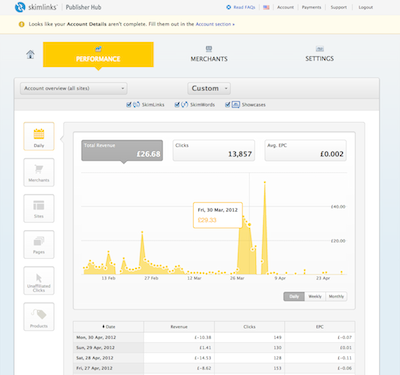 skimlinks Publisher Hub
Read FAQs Account Payments Support Logout
Looks like your Account Details aren't complete. Fill them out in the Account section »
PERFORMANCE MERCHANTS SETTINGS
Account overview (all sites) Custom
SkimLinks SkimWords Showcases
Daily
Merchants
Sites
Pages
Unaffiliated Clicks
Products
Total Revenue
£26.68
Clicks
13,857
Avg. EPC
£0.002
Fri, 30 Mar, 2012
£29.33
£40.00
£20.00
13 Feb 27 Feb 12 Mar 26 Mar 9 Apr 23 Apr
Daily Weekly Monthly
Date Revenue Clicks EPC
Mon, 30 Apr, 2012 £-10.38 149 £-0.07
Sun, 29 Apr, 2012 £1.41 130 £0.01
Sat, 28 Apr, 2012 £-14.53 128 £-0.11
Fri, 27 Apr, 2012 £-8.62 153 £-0.06